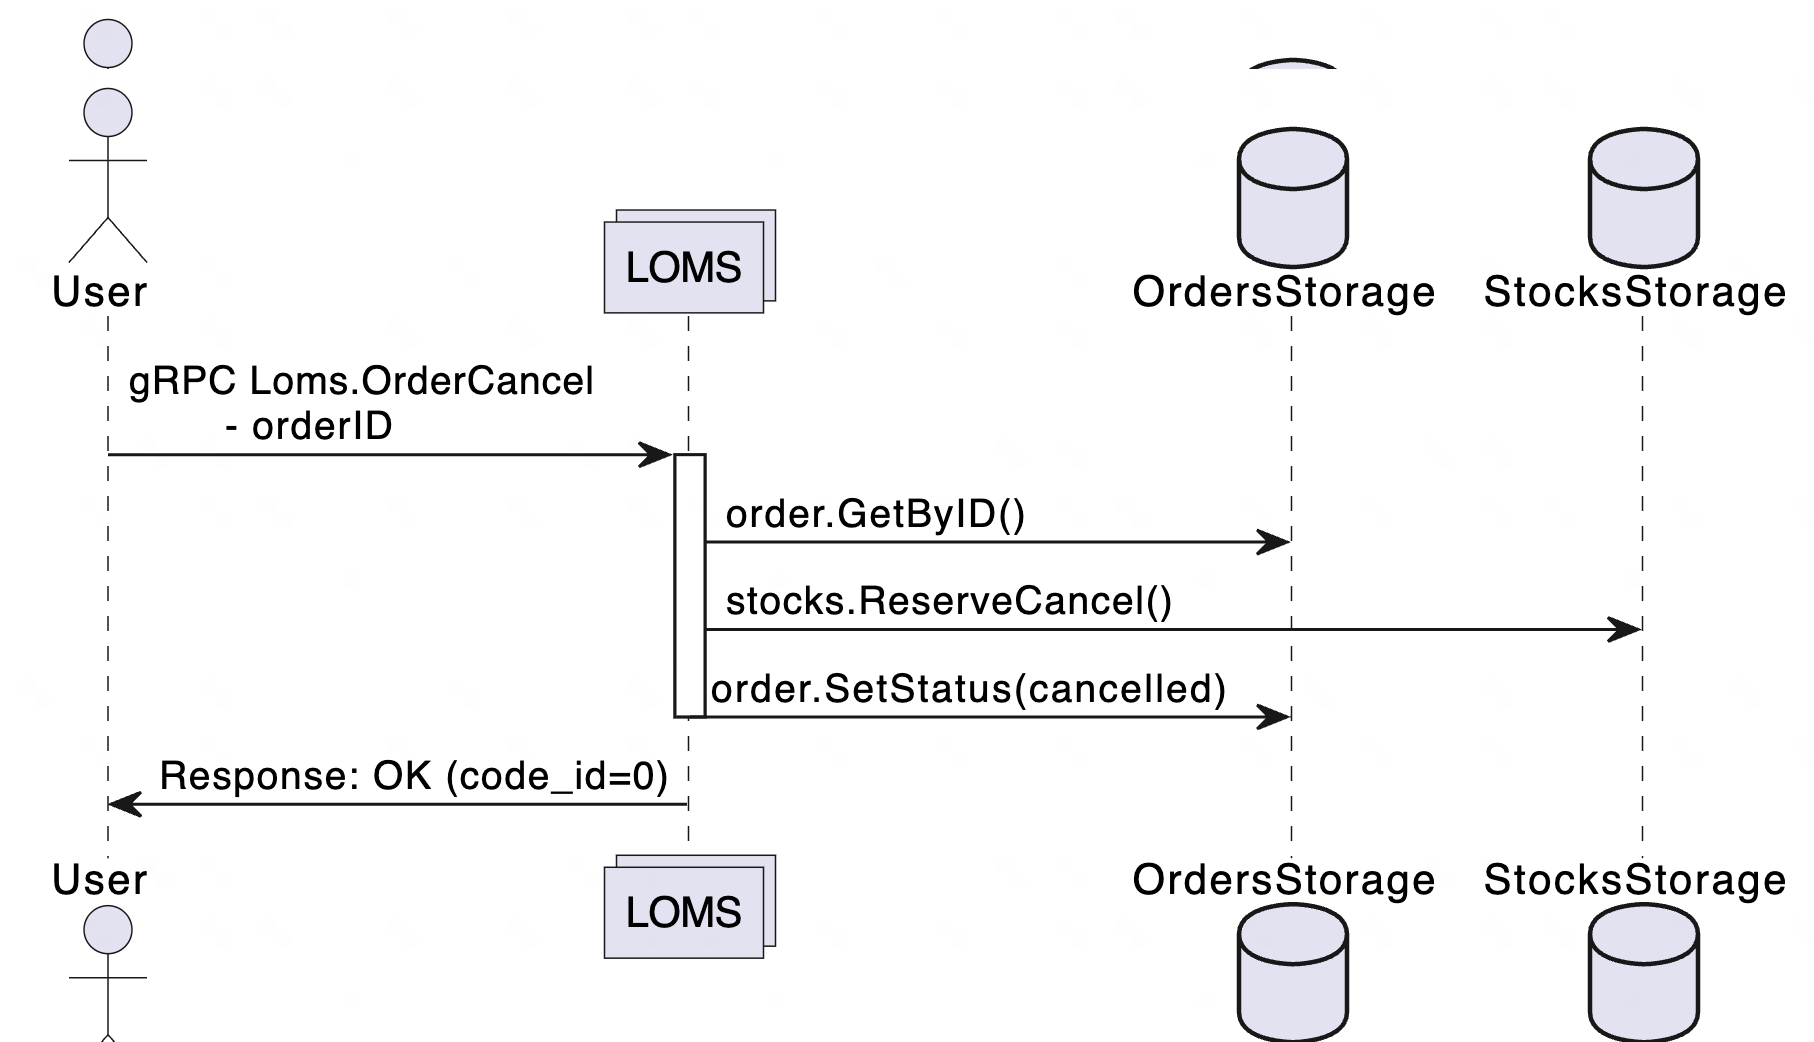 User
LOMS
OrdersStorage
StocksStorage
gRPC Loms.OrderCancel
- orderID
order.GetByID()
stocks.ReserveCancel()
order.SetStatus(cancelled)
Response: OK (code_id=0)
User
LOMS
OrdersStorage
StocksStorage